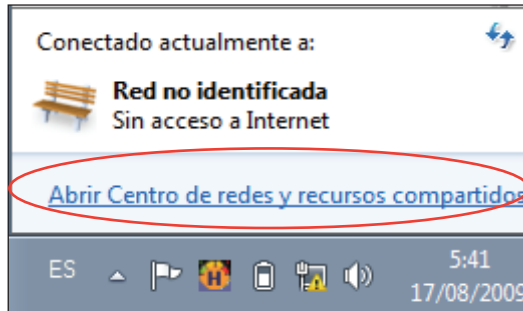 Conectado actualmente a:
Red no identificada
Sin acceso a Internet
Abrir Centro de redes y recursos compartidos
ES
H
5:41
17/08/2009